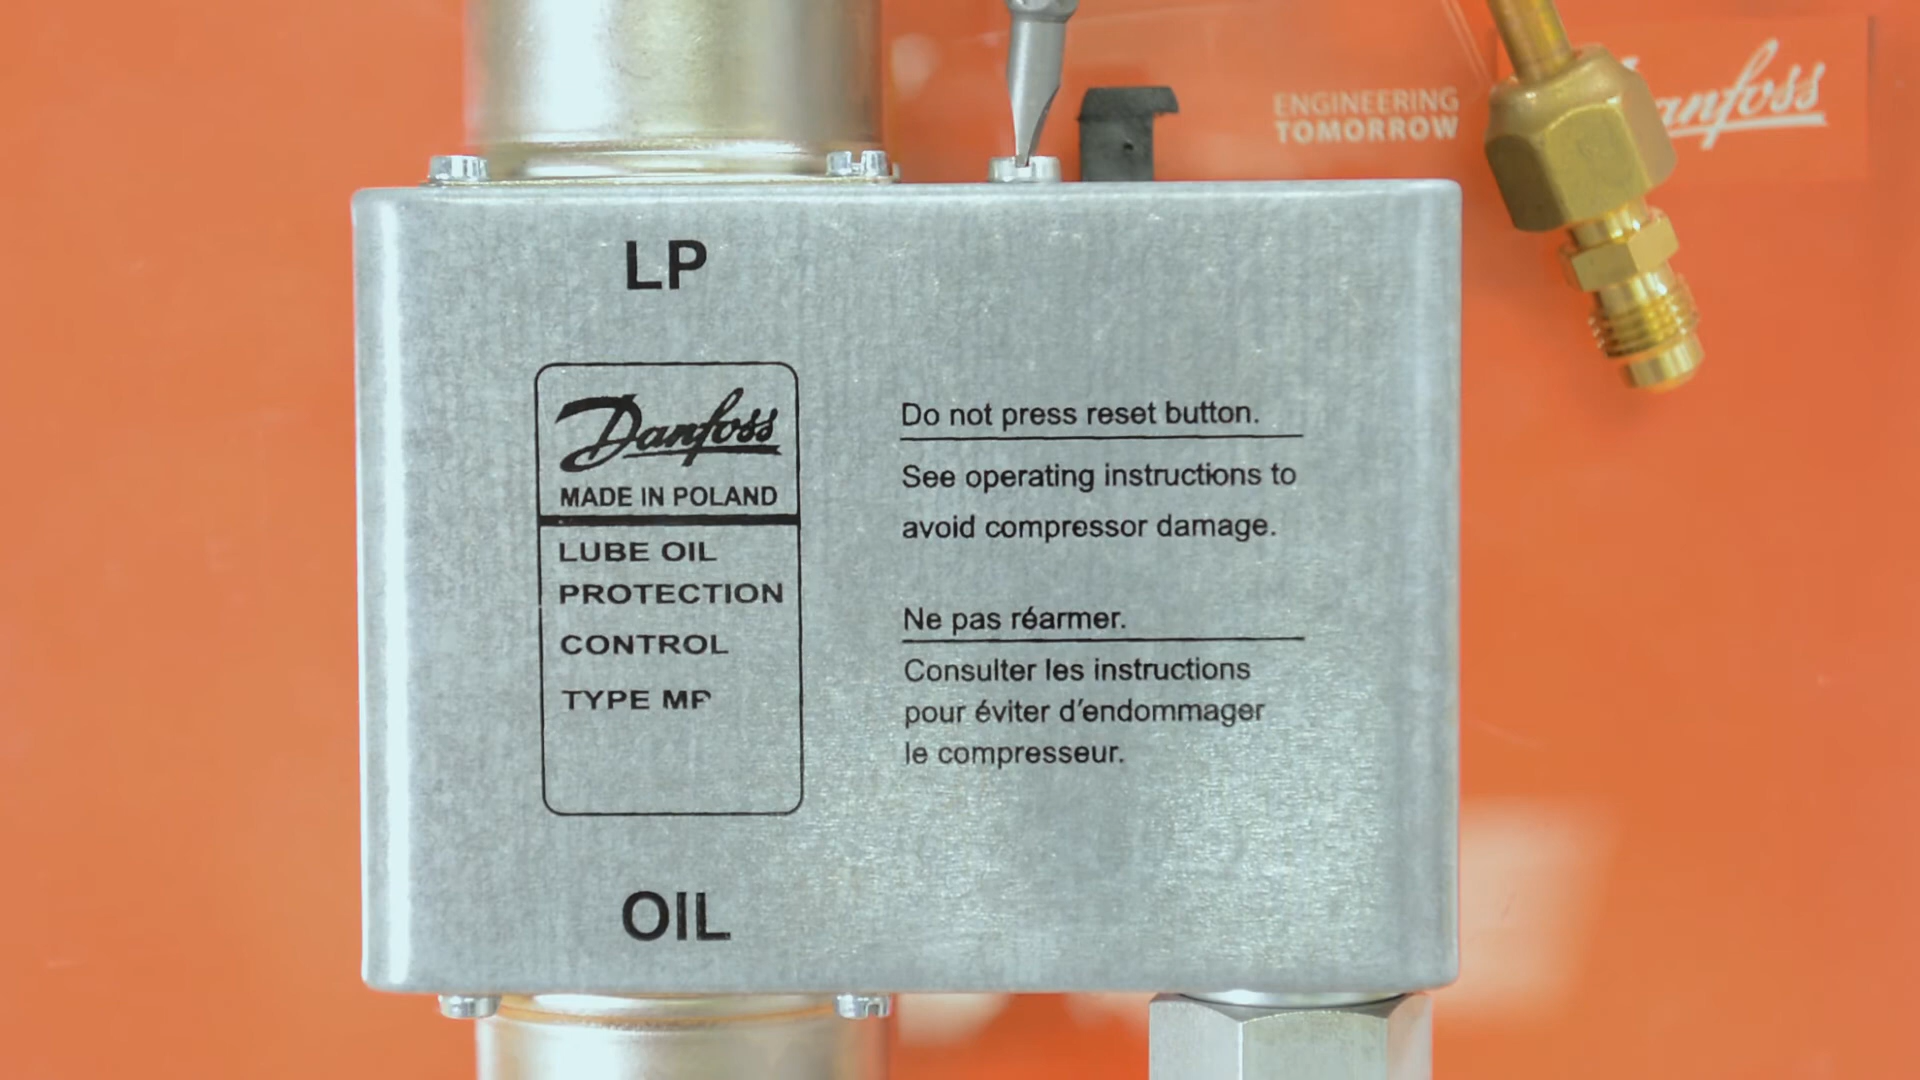 ENGINEERING
TOMORROW
anfoss
LP
Danfoss
MADE IN POLAND
LUBE OIL
PROTECTION
CONTROL
TYPE MP
Do not press reset button.
See operating instructions to
avoid compressor damage.
Ne pas réarmer.
Consulter les instructions
pour éviter d'endommager
le compresseur.
OIL